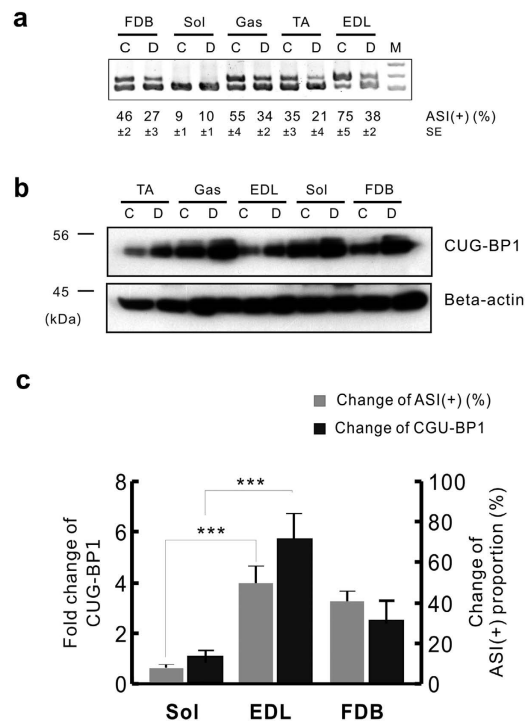 a
FDB Sol Gas TA EDL
C D C D C D C D C D M
46 27 9 10 55 34 35 21 75 38 ASI(+) (%)
±2 ±3 ±1 ±1 ±4 ±2 ±3 ±4 ±5 ±2 SE
b
TA Gas EDL Sol FDB
C D C D C D C D C D
56
CUG-BP1
45
Beta-actin
(kDa)
c
Change of ASI(+) (%)
Change of CGU-BP1
8 100
6 80
4 60
2 40
0 20
0
***
***
Fold change of
CUG-BP1
Change of
ASI(+) proportion (%)
Sol EDL FDB